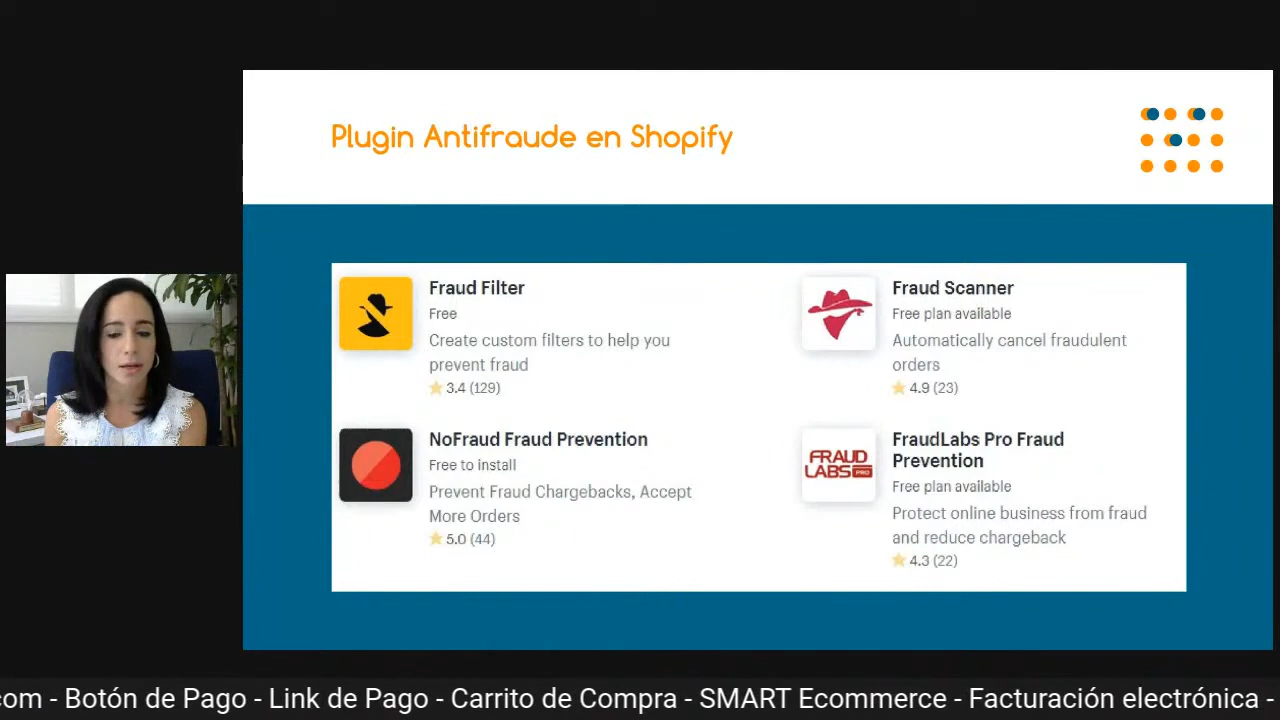 Plugin Antifraude en Shopify
Fraud Filter
Free
Create custom filters to help you
prevent fraud
3.4 (129)
Fraud Scanner
Free plan available
Automatically cancel fraudulent
orders
4.9 (23)
NoFraud Fraud Prevention
Free to install
Prevent Fraud Chargebacks, Accept
More Orders
5.0 (44)
FRAUD
LABS PRO
FraudLabs Pro Fraud
Prevention
Free plan available
Protect online business from fraud
and reduce chargeback
4.3 (22)
com - Botón de Pago - Link de Pago - Carrito de Compra - SMART Ecommerce - Facturación electrónica -